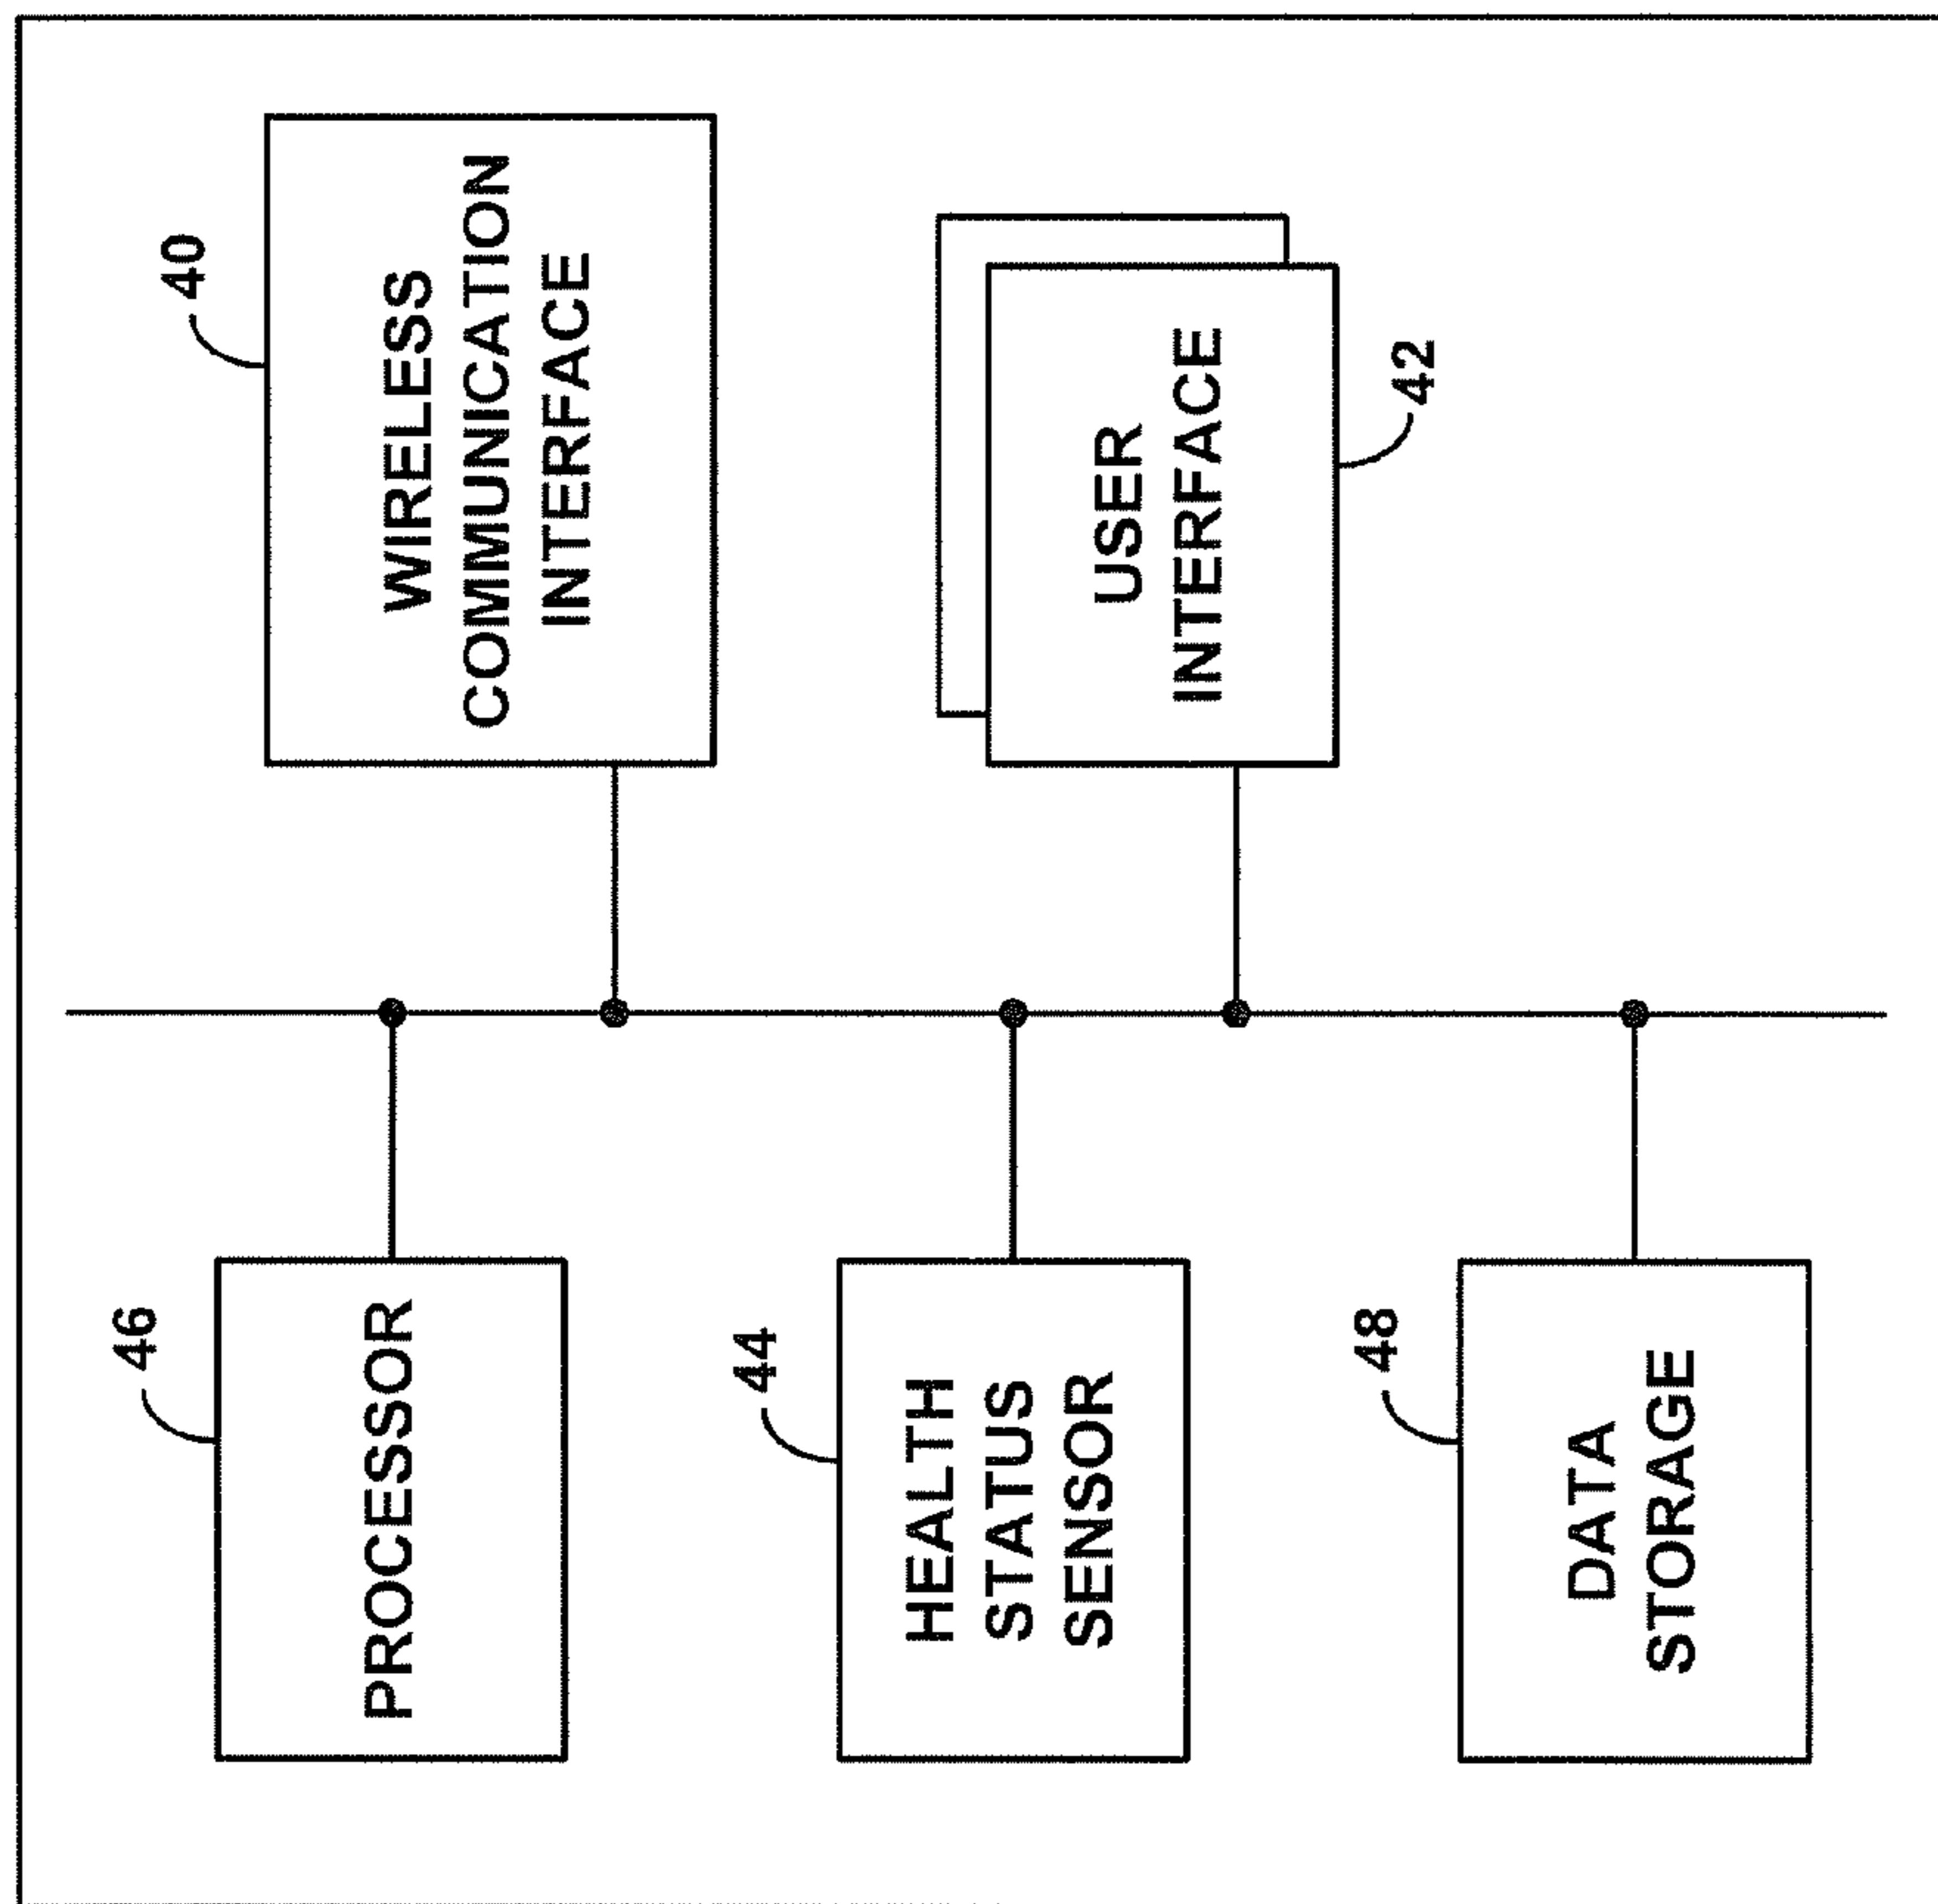 46
PROCESSOR
40
WIRELESS
COMMUNICATION
INTERFACE
44
HEALTH
STATUS
SENSOR
USER
INTERFACE
42
48
DATA
STORAGE